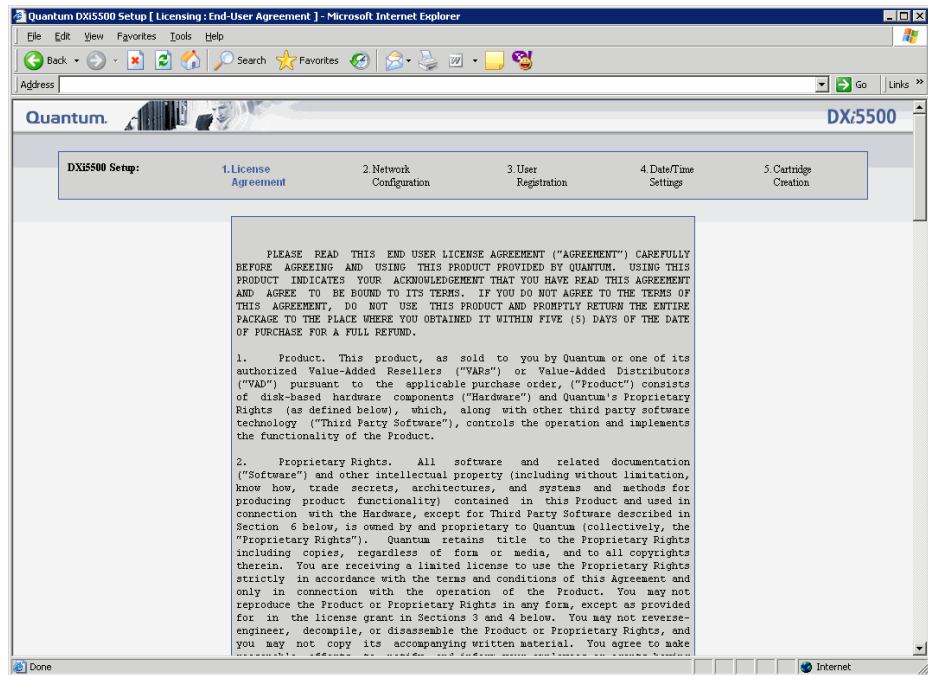 Quantum DXi5500 Setup [ Licensing : End-User Agreement ] - Microsoft Internet Explorer
File Edit View Favorites Tools Help
Back Search Favorites
Address Go Links »
Quantum. DXi5500
DXi5500 Setup: 1. License Agreement 2. Network Configuration 3. User Registration 4. Date/Time Settings 5. Cartridge Creation
PLEASE READ THIS END USER LICENSE AGREEMENT ("AGREEMENT") CAREFULLY
BEFORE AGREEING AND USING THIS PRODUCT PROVIDED BY QUANTUM. USING THIS
PRODUCT INDICATES YOUR ACKNOWLEDGEMENT THAT YOU HAVE READ THIS AGREEMENT
AND AGREE TO BE BOUND TO ITS TERMS. IF YOU DO NOT AGREE TO THE TERMS OF
THIS AGREEMENT, DO NOT USE THIS PRODUCT AND PROMPTLY RETURN THE ENTIRE
PACKAGE TO THE PLACE WHERE YOU OBTAINED IT WITHIN FIVE (5) DAYS OF THE DATE
OF PURCHASE FOR A FULL REFUND.
1. Product. This product, as sold to you by Quantum or one of its
authorized Value-Added Resellers ("VARs") or Value-Added Distributors
("VAD") pursuant to the applicable purchase order, ("Product") consists
of disk-based hardware components ("Hardware") and Quantum's Proprietary
Rights (as defined below), which, along with other third party software
technology ("Third Party Software"), controls the operation and implements
the functionality of the Product.
2. Proprietary Rights. All software and related documentation
("Software") and other intellectual property (including without limitation,
know how, trade secrets, architectures, and systems and methods for
producing product functionality) contained in this Product and used in
connection with the Hardware, except for Third Party Software described in
Section 6 below, is owned by and proprietary to Quantum (collectively, the
"Proprietary Rights"). Quantum retains title to the Proprietary Rights
including copies, regardless of form or media, and to all copyrights
therein. You are receiving a limited license to use the Proprietary Rights
strictly in accordance with the terms and conditions of this Agreement and
only in connection with the operation of the Product. You may not
reproduce the Product or Proprietary Rights in any form, except as provided
for in the license grant in Sections 3 and 4 below. You may not reverse-
engineer, decompile, or disassemble the Product or Proprietary Rights, and
you may not copy its accompanying written material. You agree to make
Done Internet